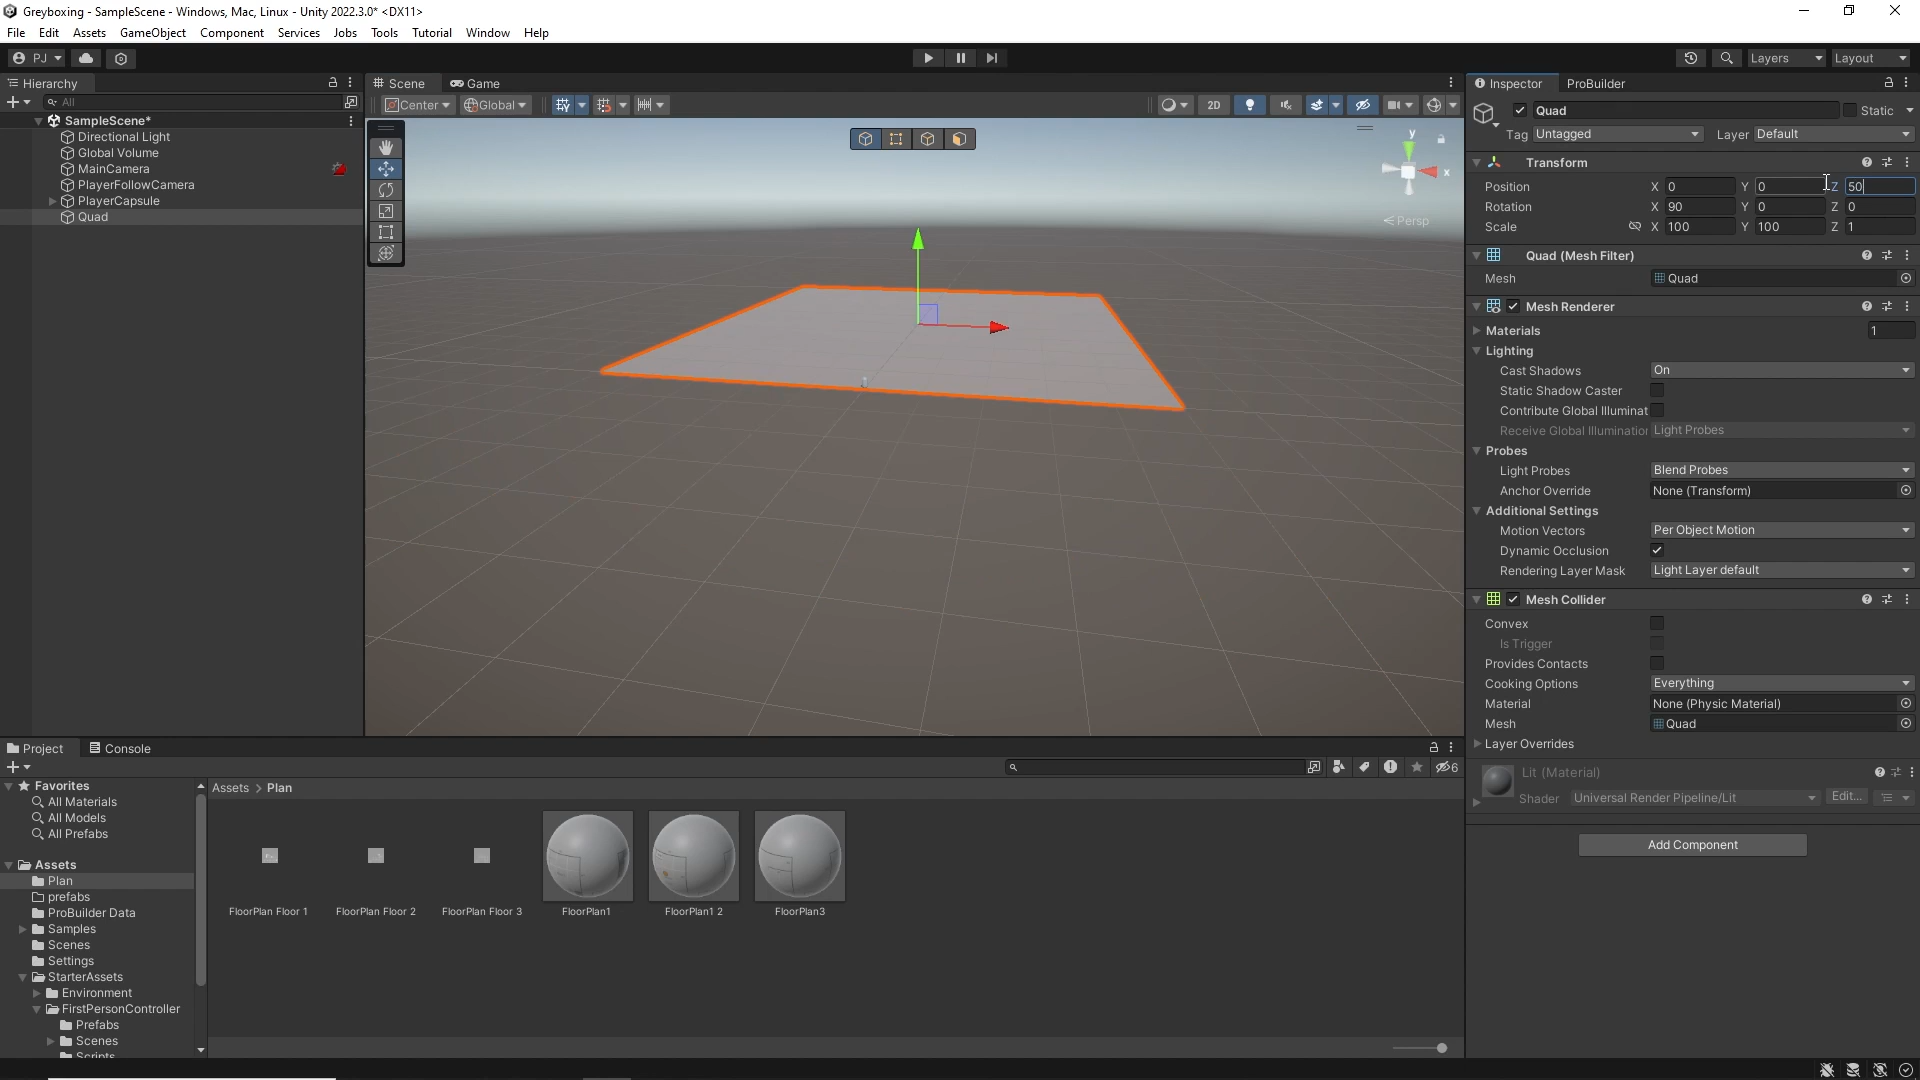 Greyboxing - SampleScene - Windows, Mac, Linux - Unity 2022.3.0* <DX11>
File Edit Assets GameObject Component Services Jobs Tools Tutorial Window Help
PJ Layers Layout
Hierarchy Scene Game Inspector ProBuilder
All Center Global 2D Quad Static
SampleScene*
Directional Light
Global Volume
MainCamera
PlayerFollowCamera
PlayerCapsule
Quad
y
x
Persp
Tag Untagged Layer Default
Transform
Position X 0 Y 0 Z 50
Rotation X 90 Y 0 Z 0
Scale X 100 Y 100 Z 1
Quad (Mesh Filter)
Mesh Quad
Mesh Renderer
Materials 1
Lighting
Cast Shadows On
Static Shadow Caster
Contribute Global Illuminat
Receive Global Illumination Light Probes
Probes
Light Probes Blend Probes
Anchor Override None (Transform)
Additional Settings
Motion Vectors Per Object Motion
Dynamic Occlusion
Rendering Layer Mask Light Layer default
Mesh Collider
Convex
Is Trigger
Provides Contacts
Cooking Options Everything
Material None (Physic Material)
Mesh Quad
Layer Overrides
Lit (Material)
Shader Universal Render Pipeline/Lit Edit...
Add Component
Project Console
6
Favorites
All Materials
All Models
All Prefabs
Assets
Plan
prefabs
ProBuilder Data
Samples
Scenes
Settings
StarterAssets
Environment
FirstPersonController
Prefabs
Scenes
Scripts
Assets > Plan
FloorPlan Floor 1 FloorPlan Floor 2 FloorPlan Floor 3 FloorPlan1 FloorPlan1 2 FloorPlan3